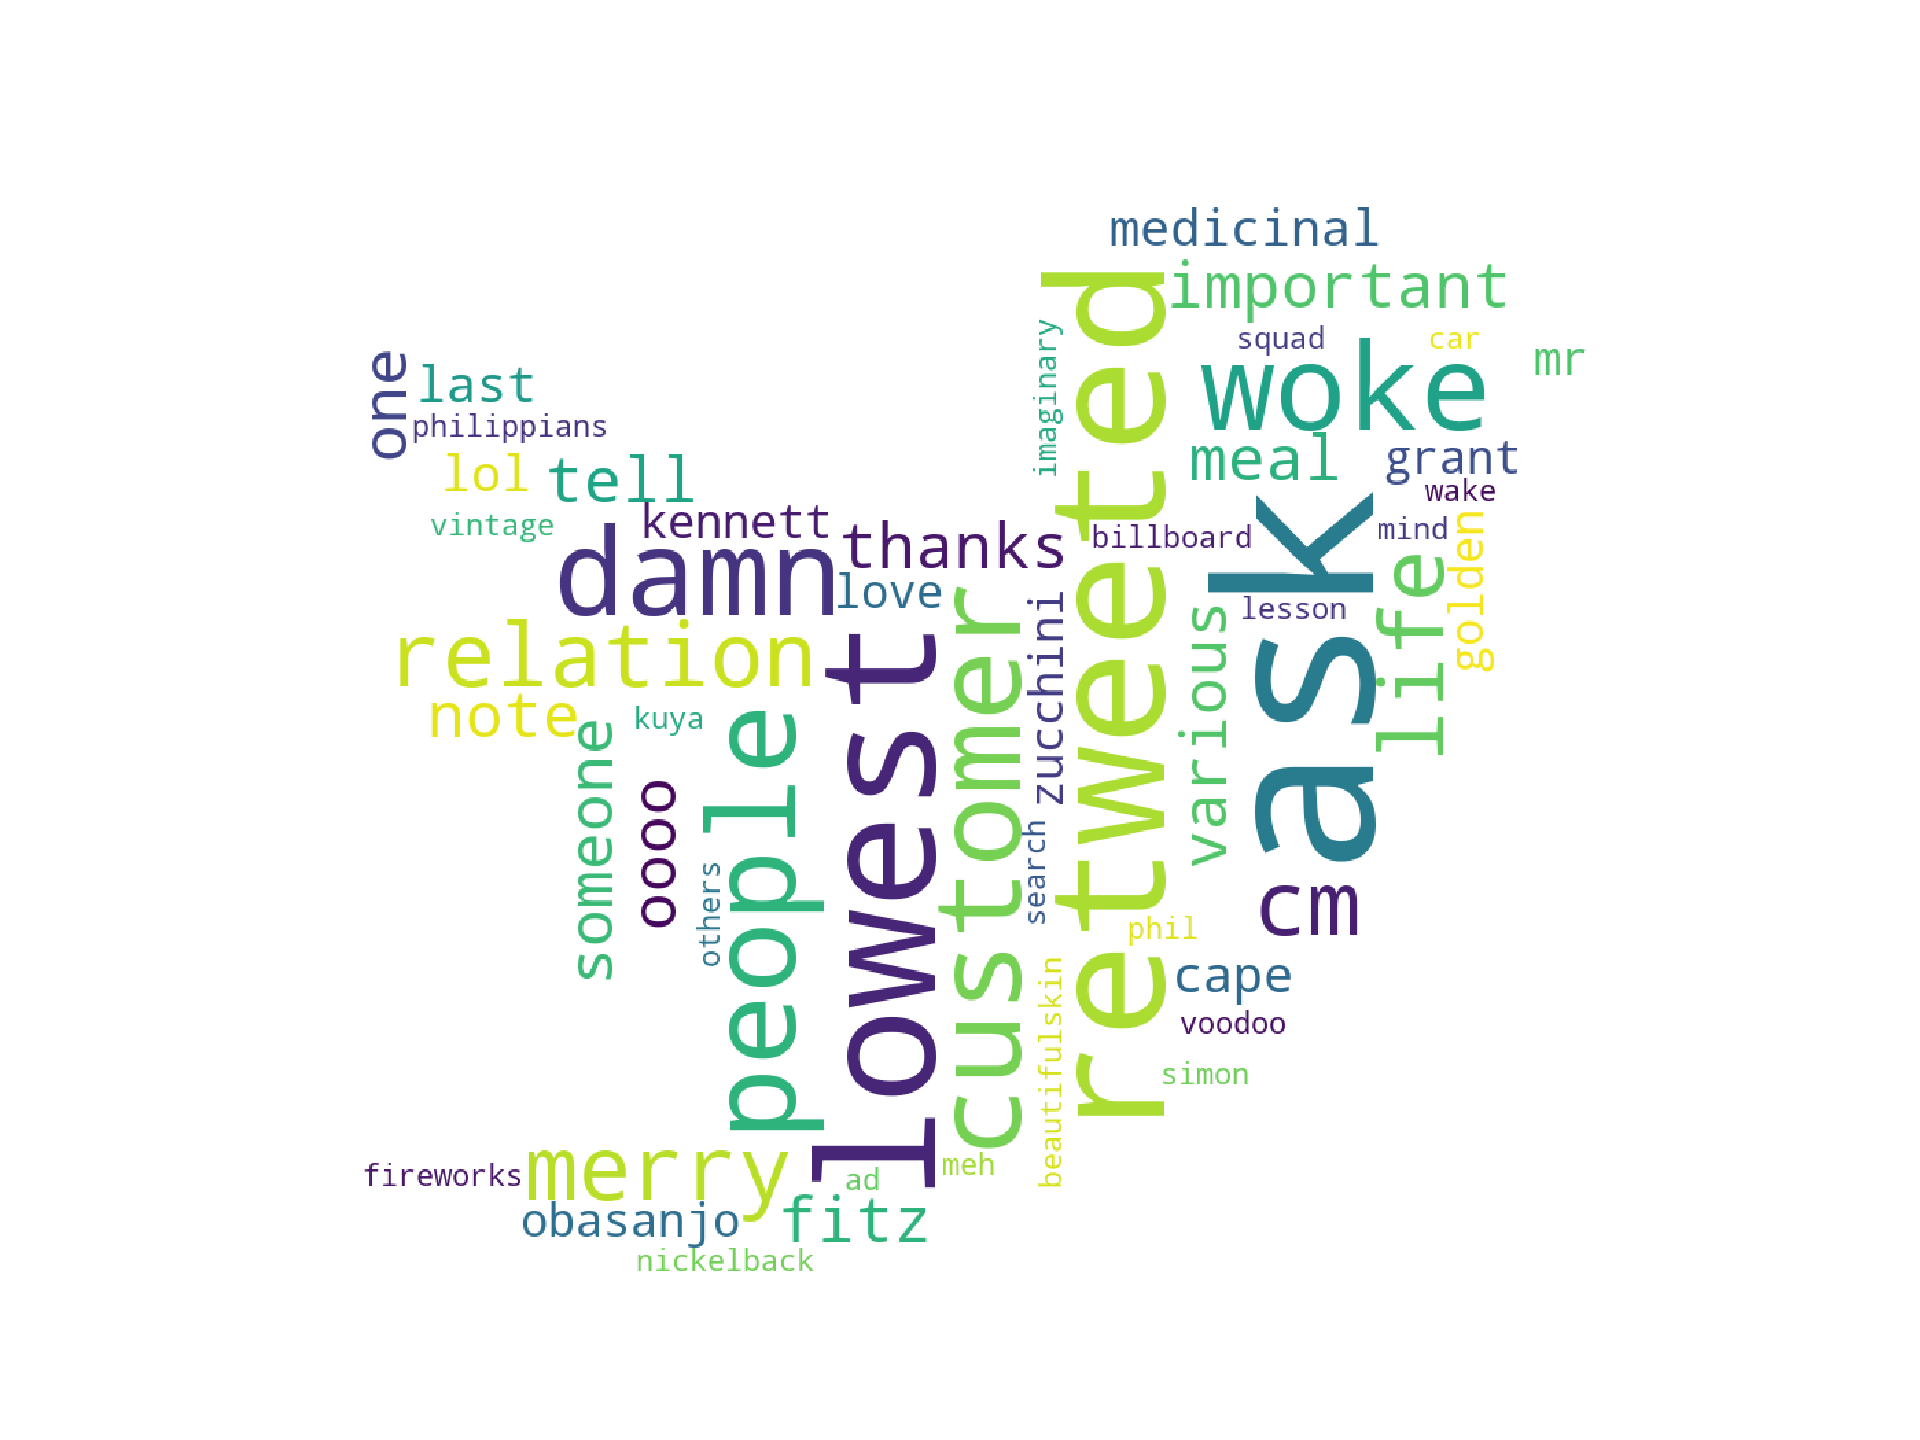 medicinal
important
squad
car
mr
woke
imaginary
retweeted
one
last
philippians
lol
tell
vintage
meal
grant
wake
kennett
thanks
billboard
mind
golden
damn
love
ask
life
lesson
zucchini
customer
various
relation
lowest
note
kuya
people
someone
oooo
others
search
cm
phil
cape
voodoo
beautifulskin
simon
merry
fireworks
meh
ad
obasanjo
fitz
nickelback